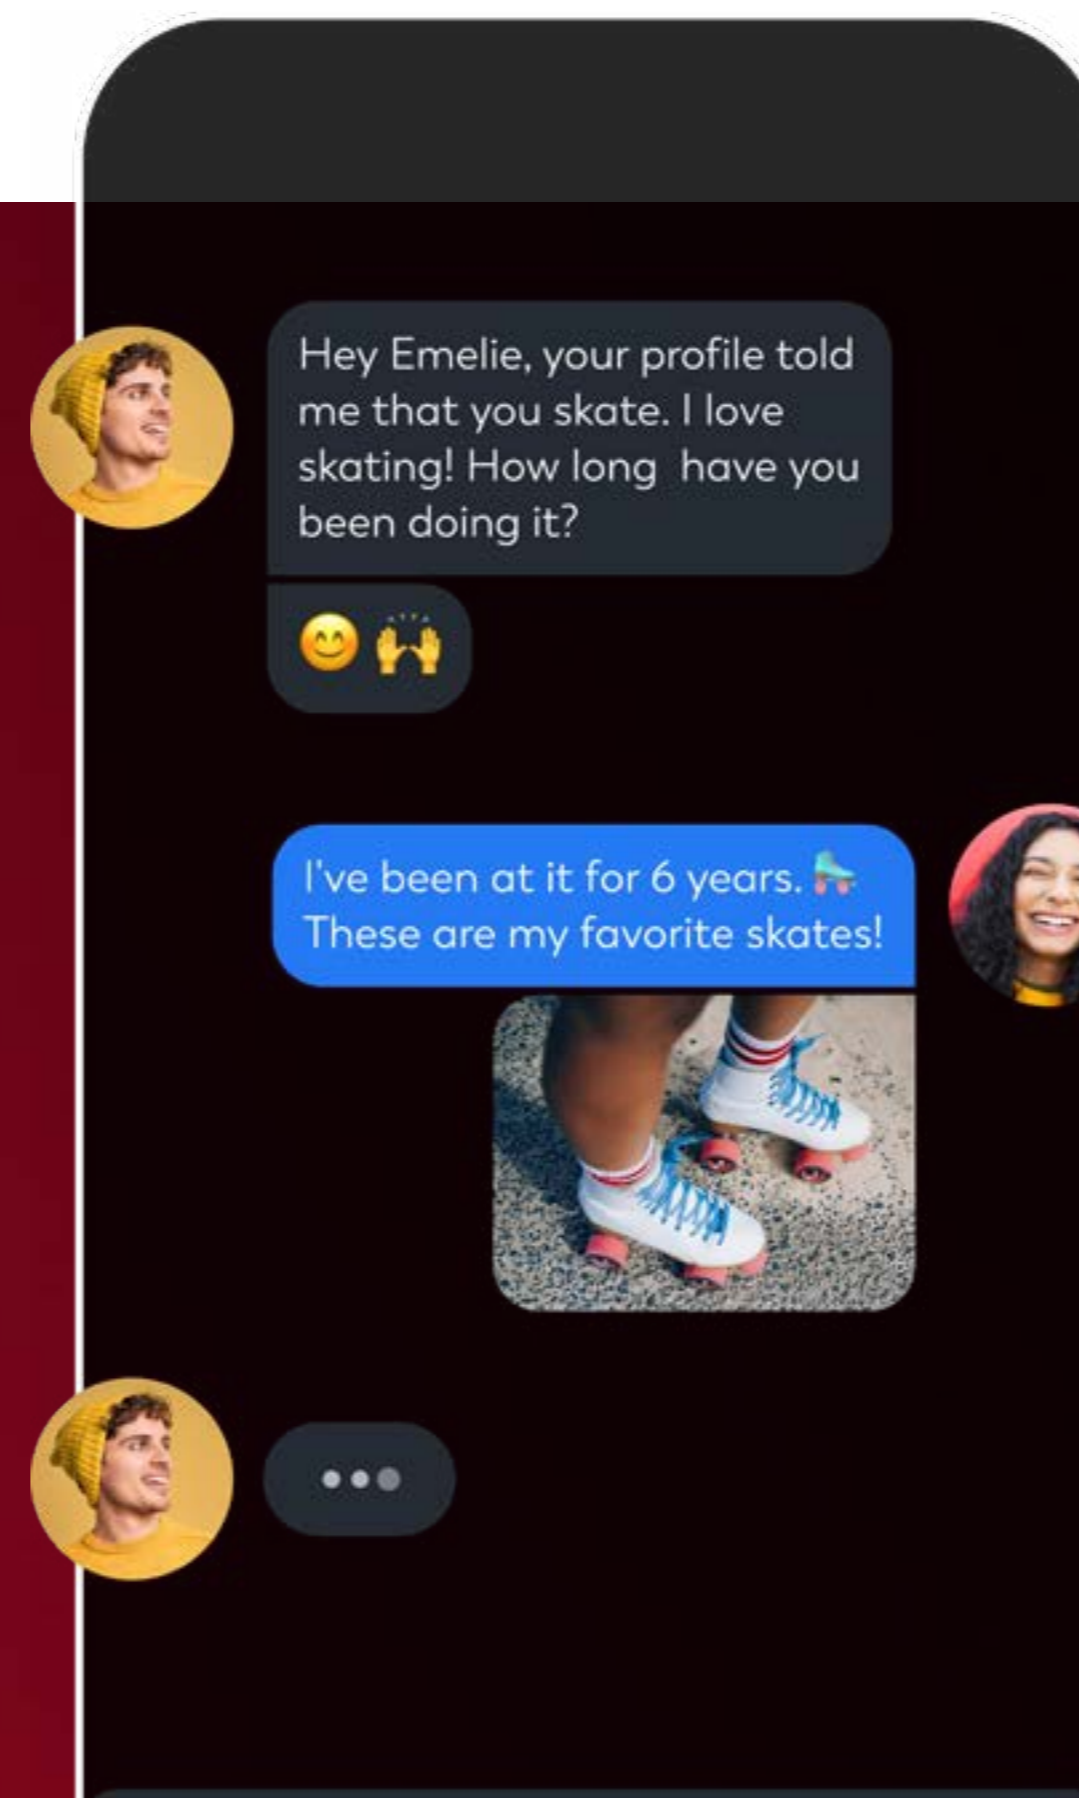 Hey Emelie, your profile told
me that you skate. I love
skating! How long  have you
been doing it?
😊 🙌
I've been at it for 6 years. 🛼
These are my favorite skates!